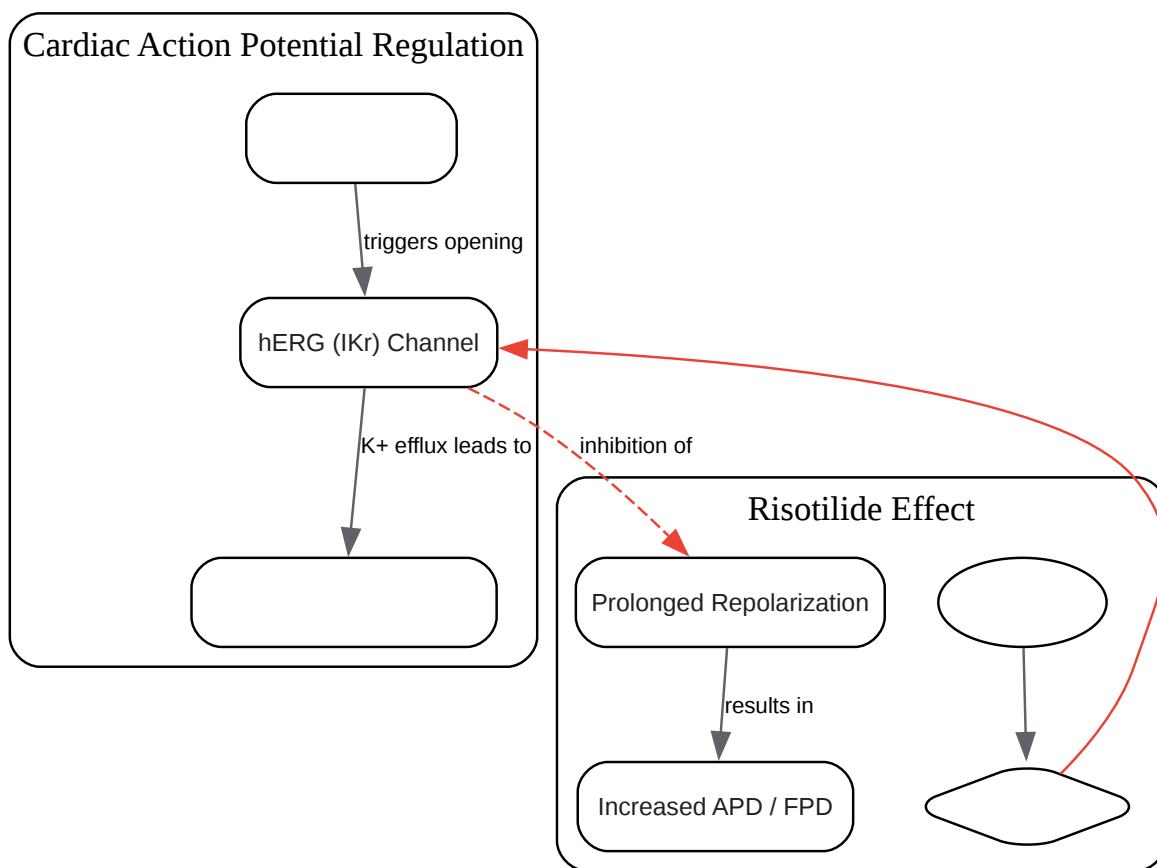 Cardiac Action Potential Regulation
triggers opening
hERG (IKr) Channel
K+ efflux leads to
inhibition of
Risotilide Effect
Prolonged Repolarization
results in
Increased APD / FPD